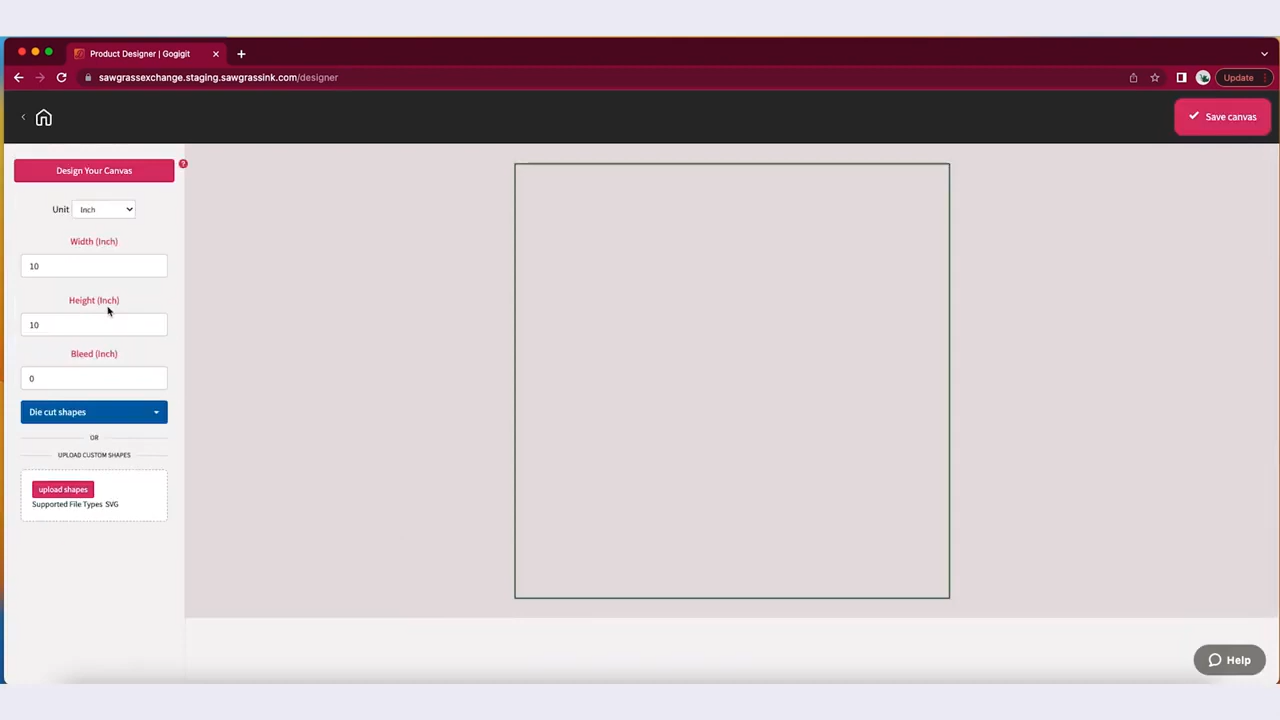 Product Designer | Gogigit
sawgrassexchange.staging.sawgrassink.com/designer
Update
Save canvas
Design Your Canvas
?
Unit Inch
Width (Inch)
10
Height (Inch)
10
Bleed (Inch)
0
Die cut shapes
OR
UPLOAD CUSTOM SHAPES
upload shapes
Supported File Types SVG
Help